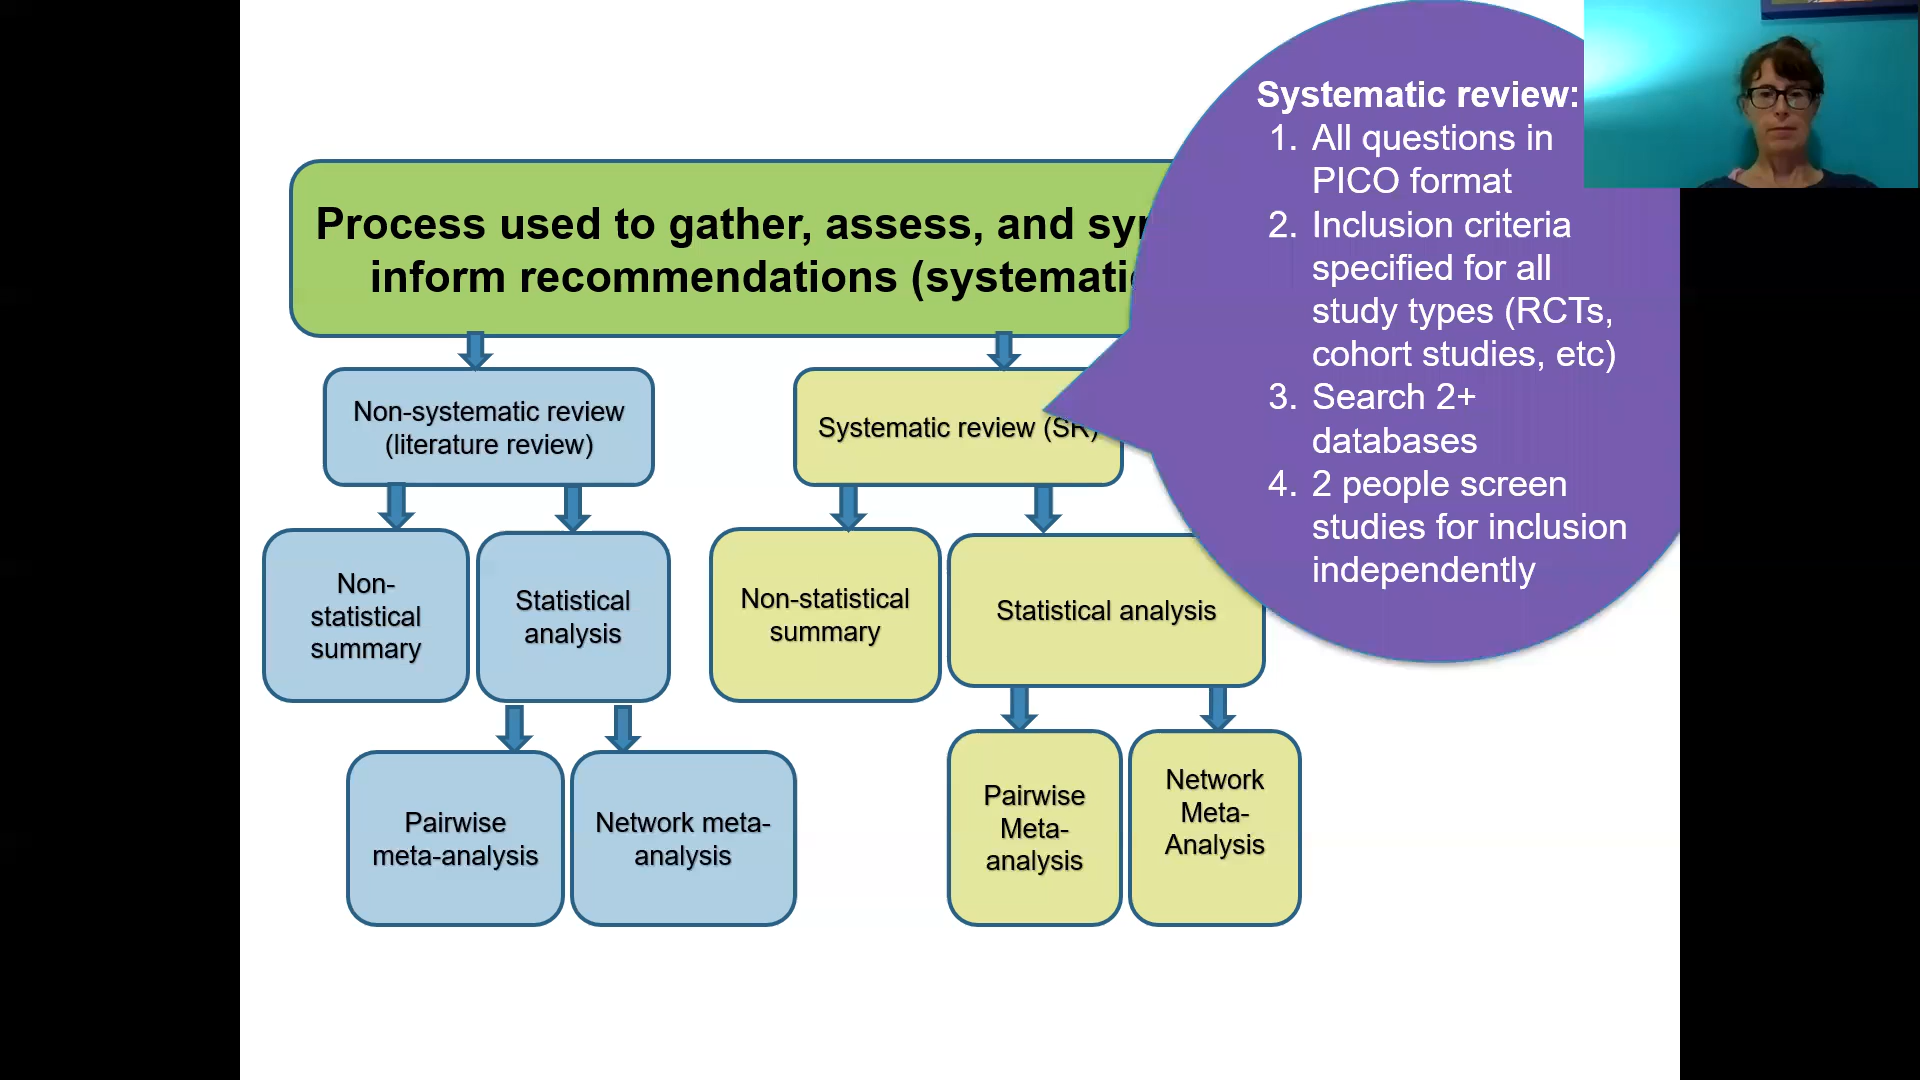 Process used to gather, assess, and
inform recommendations
Non-systematic review
(literature review)
Systematic review (SR)
Non-
statistical
summary
Statistical
analysis
Non-statistical
summary
Statistical analysis
Pairwise
meta-analysis
Network meta-
analysis
Pairwise
Meta-
analysis
Network
Meta-
Analysis
Systematic review:
1. All questions in
PICO format
2. Inclusion criteria
specified for all
study types (RCTs,
cohort studies, etc)
3. Search 2+
databases
4. 2 people screen
studies for inclusion
independently